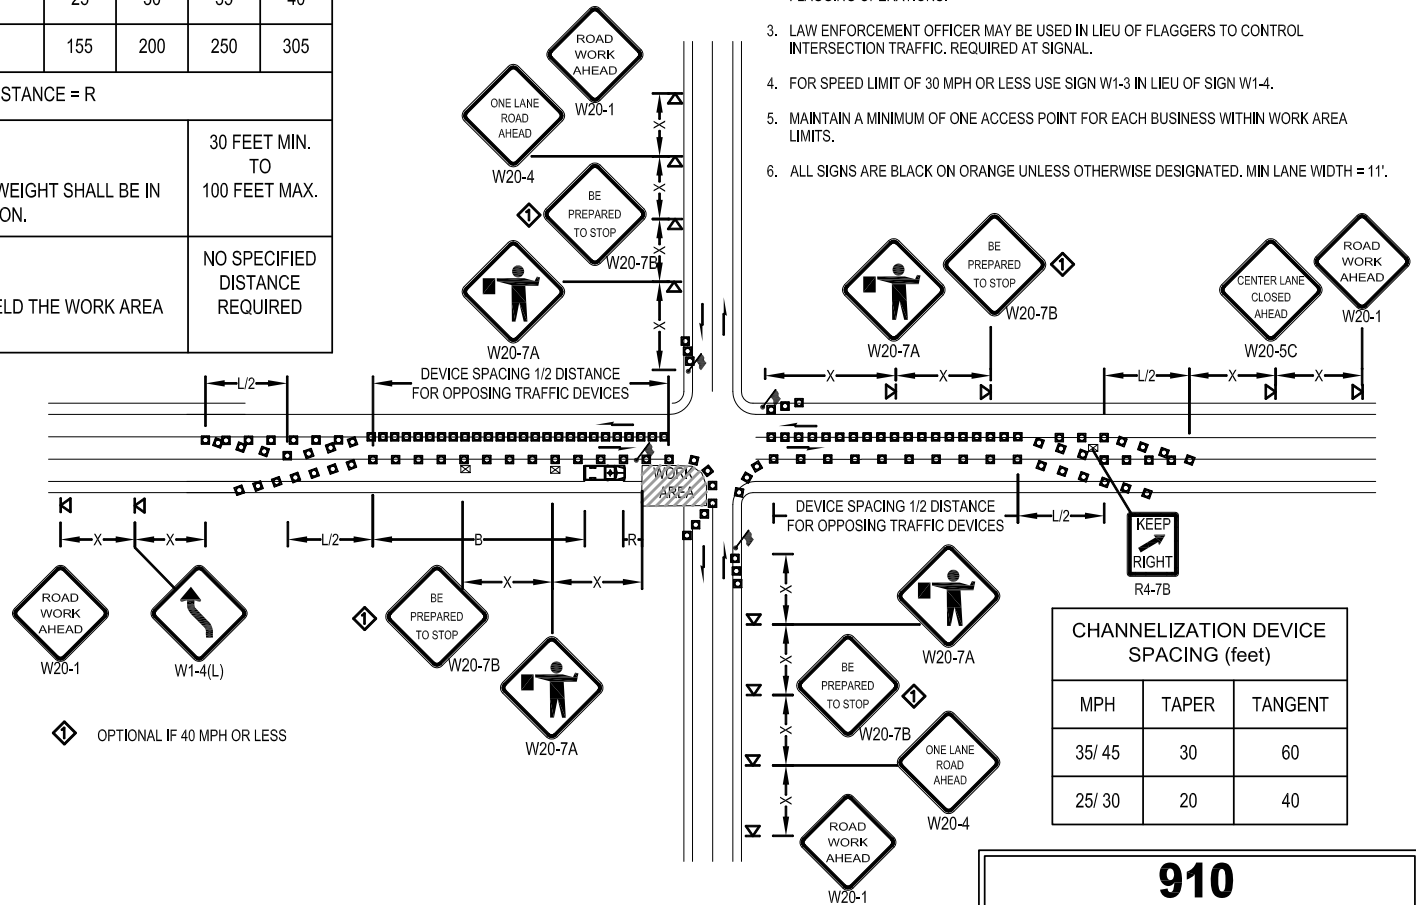 25 30 35 40
155 200 250 305
STANCE = R
30 FEET MIN.
TO
100 FEET MAX.
WEIGHT SHALL BE IN
ON.
NO SPECIFIED
DISTANCE
REQUIRED
ELD THE WORK AREA
FLAGGING OPERATIONS.
3. LAW ENFORCEMENT OFFICER MAY BE USED IN LIEU OF FLAGGERS TO CONTROL
INTERSECTION TRAFFIC. REQUIRED AT SIGNAL.
4. FOR SPEED LIMIT OF 30 MPH OR LESS USE SIGN W1-3 IN LIEU OF SIGN W1-4.
5. MAINTAIN A MINIMUM OF ONE ACCESS POINT FOR EACH BUSINESS WITHIN WORK AREA
LIMITS.
6. ALL SIGNS ARE BLACK ON ORANGE UNLESS OTHERWISE DESIGNATED. MIN LANE WIDTH = 11'.
ROAD
WORK
AHEAD
W20-1
ONE LANE
ROAD
AHEAD
W20-4
BE
PREPARED
TO STOP
1
W20-7B
W20-7A
X
X
X
X
DEVICE SPACING 1/2 DISTANCE
FOR OPPOSING TRAFFIC DEVICES
L/2
W20-7A
BE
PREPARED
TO STOP
1
W20-7B
CENTER LANE
CLOSED
AHEAD
W20-5C
ROAD
WORK
AHEAD
W20-1
X X L/2 X X
WORK
AREA
DEVICE SPACING 1/2 DISTANCE
FOR OPPOSING TRAFFIC DEVICES
L/2
KEEP
RIGHT
R4-7B
X X L/2 B R
X X
ROAD
WORK
AHEAD
W20-1
W1-4(L)
1
BE
PREPARED
TO STOP
W20-7B
W20-7A
1 OPTIONAL IF 40 MPH OR LESS
X
X
X
X
W20-7A
BE
PREPARED
TO STOP
1
W20-7B
ONE LANE
ROAD
AHEAD
W20-4
ROAD
WORK
AHEAD
W20-1
CHANNELIZATION DEVICE
SPACING (feet)
MPH TAPER TANGENT
35/ 45 30 60
25/ 30 20 40
910